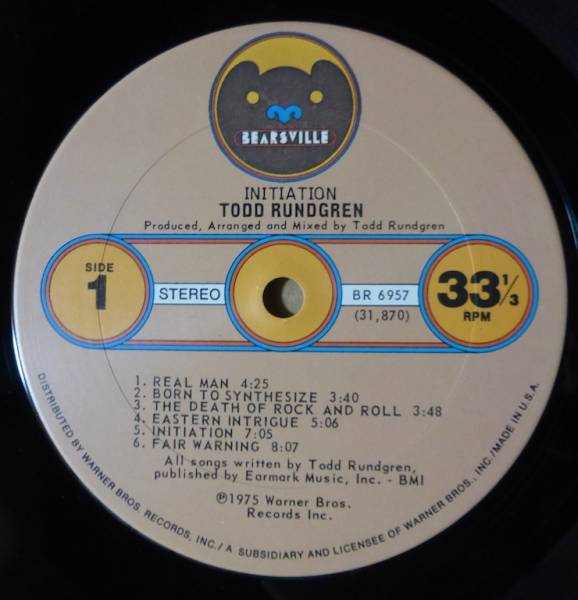 BEARSVILLE
INITIATION
TODD RUNDGREN
Produced, Arranged and Mixed by Todd Rundgren
SIDE
1
STEREO
BR 6957
(31,870)
33 1/3
RPM
1. REAL MAN 4:25
2. BORN TO SYNTHESIZE 3:40
3. THE DEATH OF ROCK AND ROLL 3:48
4. EASTERN INTRIGUE 5:06
5. INITIATION 7:05
6. FAIR WARNING 8:07
All songs written by Todd Rundgren,
published by Earmark Music, Inc. - BMI
℗1975 Warner Bros.
Records Inc.
DISTRIBUTED BY WARNER BROS. RECORDS, INC./A SUBSIDIARY AND LICENSEE OF WARNER BROS., INC./MADE IN U.S.A.